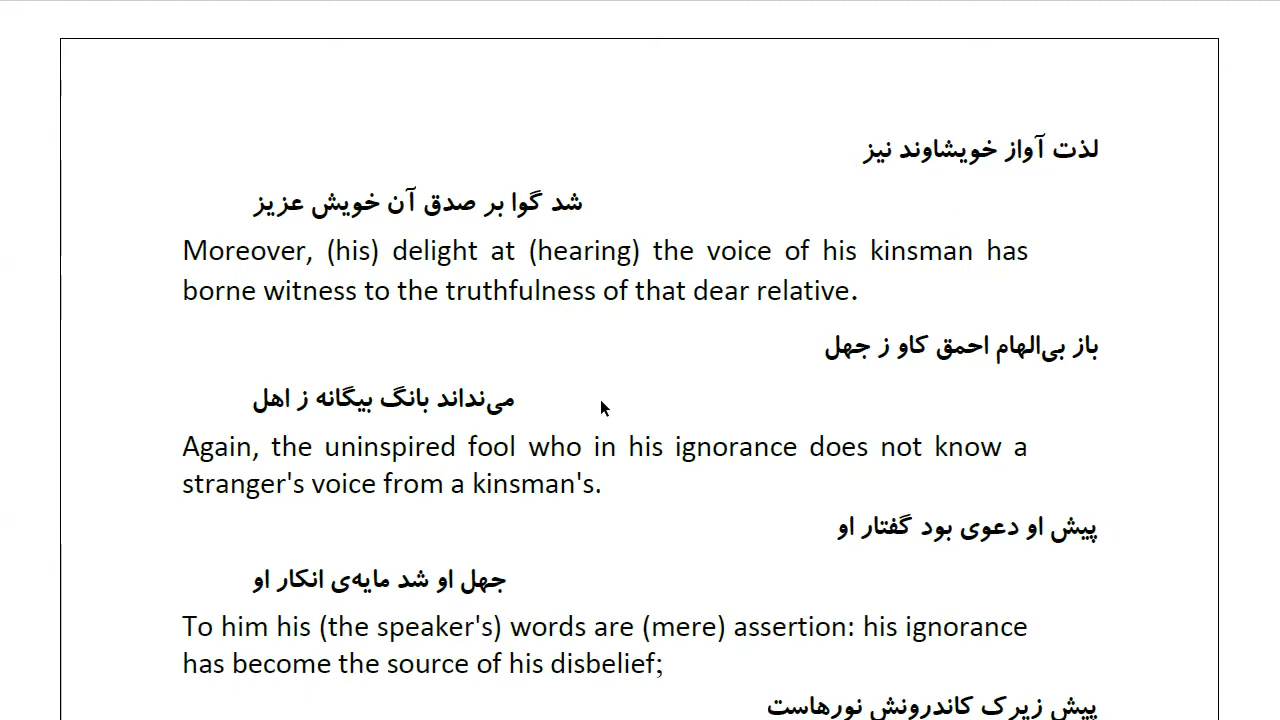 لذت آواز خویشاوند نیز
شد گوا بر صدق آن خویش عزیز
Moreover, (his) delight at (hearing) the voice of his kinsman has
borne witness to the truthfulness of that dear relative.
باز بی‌الهام احمق کاو ز جهل
می‌نداند بانگ بیگانه ز اهل
Again, the uninspired fool who in his ignorance does not know a
stranger's voice from a kinsman's.
پیش او دعوی بود گفتار او
جهل او شد مایه‌ی انکار او
To him his (the speaker's) words are (mere) assertion: his ignorance
has become the source of his disbelief;
پیش زیرک کاندرونش نورهاست